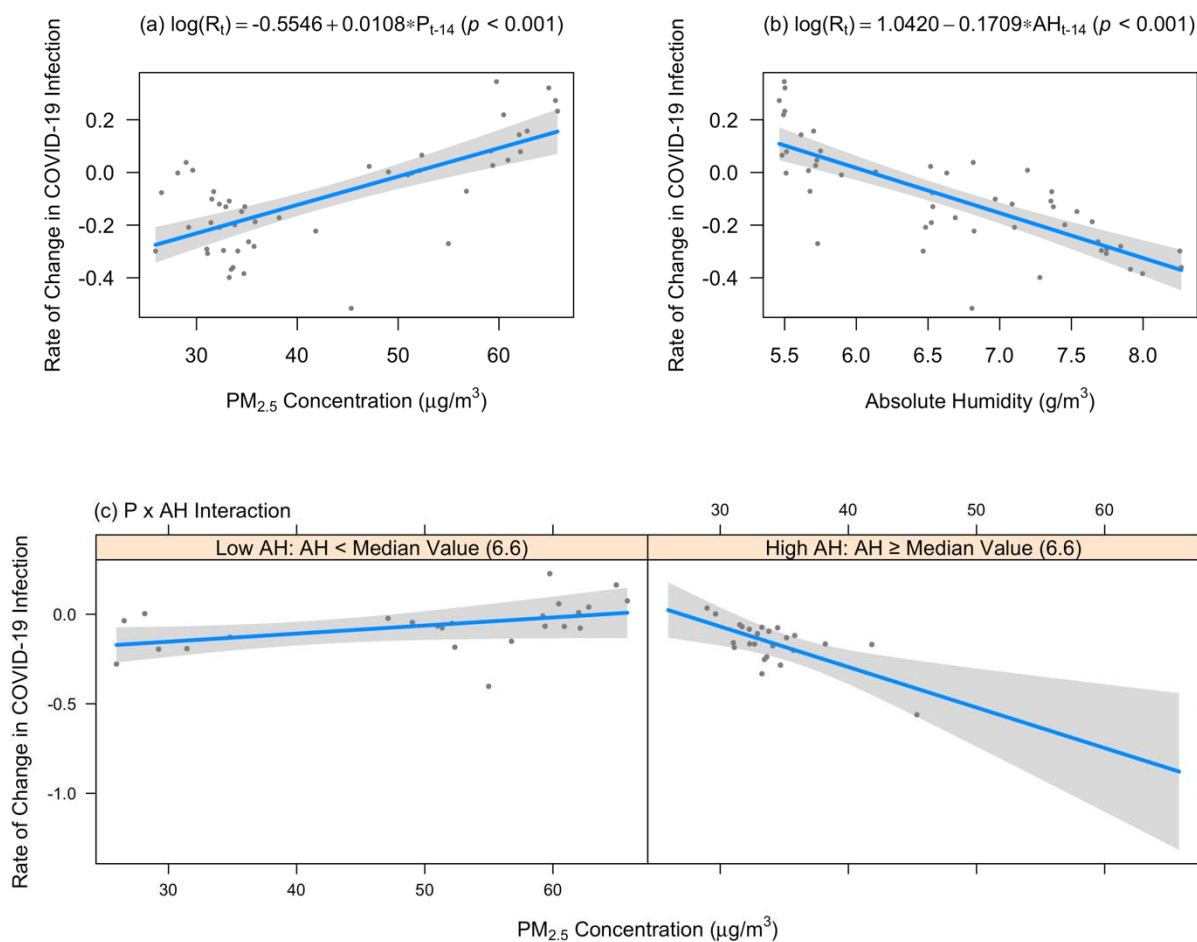 (a) log(Rₜ) = -0.5546 + 0.0108*Pₜ₋₁₄ (p < 0.001)
Rate of Change in COVID-19 Infection
0.2
0.0
-0.2
-0.4
30 40 50 60
PM₂.₅ Concentration (μg/m³)
(b) log(Rₜ) = 1.0420 − 0.1709*AHₜ₋₁₄ (p < 0.001)
Rate of Change in COVID-19 Infection
0.2
0.0
-0.2
-0.4
5.5 6.0 6.5 7.0 7.5 8.0
Absolute Humidity (g/m³)
(c) P x AH Interaction
30 40 50 60
Low AH: AH < Median Value (6.6)
High AH: AH ≥ Median Value (6.6)
Rate of Change in COVID-19 Infection
0.0
-0.5
-1.0
30 40 50 60
PM₂.₅ Concentration (μg/m³)